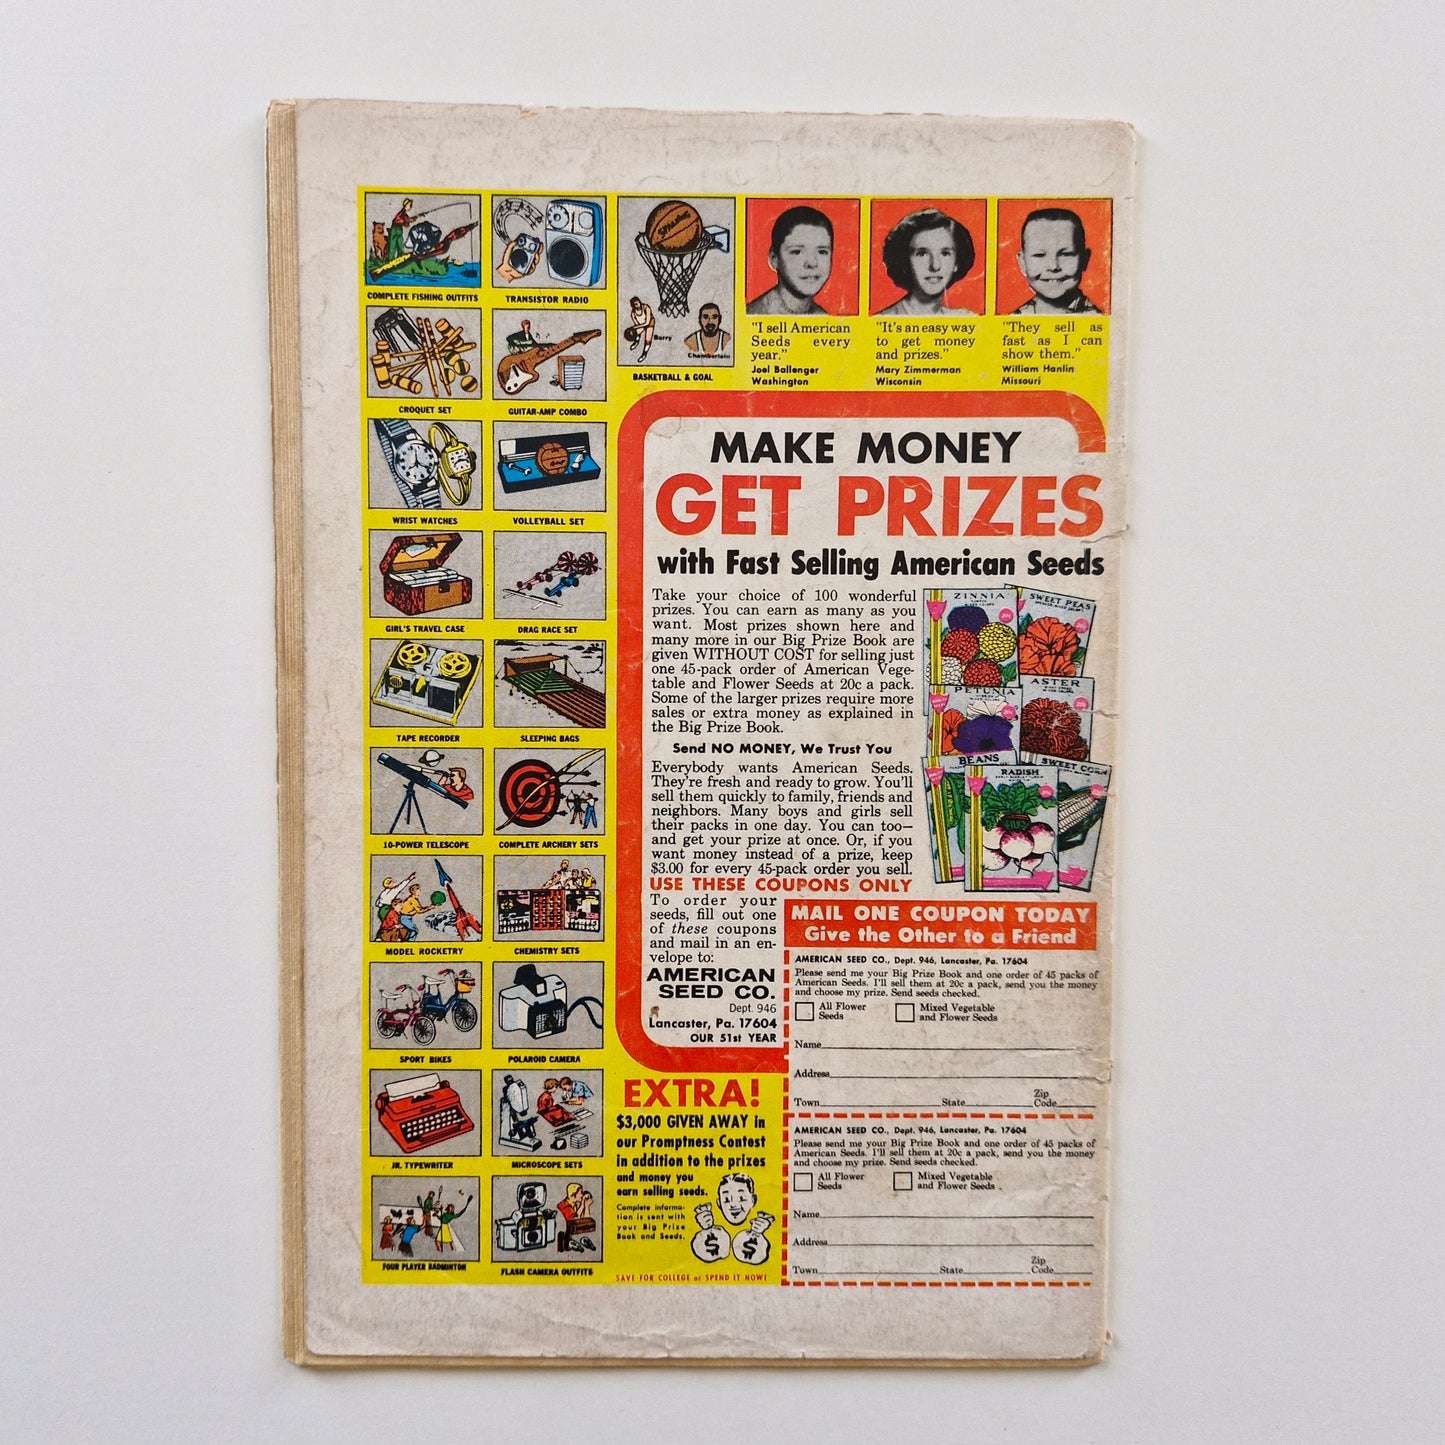 COMPLETE FISHING OUTFITS
TRANSISTOR RADIO
CROQUET SET
GUITAR-AMP COMBO
WRIST WATCHES
VOLLEYBALL SET
GIRL'S TRAVEL CASE
DRAG RACE SET
TAPE RECORDER
SLEEPING BAGS
10-POWER TELESCOPE
COMPLETE ARCHERY SETS
MODEL ROCKETRY
CHEMISTRY SETS
SPORT BIKES
POLAROID CAMERA
JR. TYPEWRITER
MICROSCOPE SETS
FOUR PLAYER BADMINTON
FLASH CAMERA OUTFITS
SPALDING
Barry
Chamberlain
BASKETBALL & GOAL
"I sell American
Seeds every
year."
Joel Ballenger
Washington
"It's an easy way
to get money
and prizes."
Mary Zimmerman
Wisconsin
"They sell as
fast as I can
show them."
William Hanlin
Missouri
MAKE MONEY
GET PRIZES
with Fast Selling American Seeds
Take your choice of 100 wonderful
prizes. You can earn as many as you
want. Most prizes shown here and
many more in our Big Prize Book are
given WITHOUT COST for selling just
one 45-pack order of American Vege-
table and Flower Seeds at 20c a pack.
Some of the larger prizes require more
sales or extra money as explained in
the Big Prize Book.
Send NO MONEY, We Trust You
Everybody wants American Seeds.
They're fresh and ready to grow. You'll
sell them quickly to family, friends and
neighbors. Many boys and girls sell
their packs in one day. You can too—
and get your prize at once. Or, if you
want money instead of a prize, keep
$3.00 for every 45-pack order you sell.
USE THESE COUPONS ONLY
To order your
seeds, fill out one
of these coupons
and mail in an en-
velope to:
AMERICAN
SEED CO.
Dept. 946
Lancaster, Pa. 17604
OUR 51st YEAR
ZINNIA
SWEET PEAS
PETUNIA
ASTER
BEANS
RADISH
SWEET CORN
MAIL ONE COUPON TODAY
Give the Other to a Friend
AMERICAN SEED CO., Dept. 946, Lancaster, Pa. 17604
Please send me your Big Prize Book and one order of 45 packs of
American Seeds. I'll sell them at 20c a pack, send you the money
and choose my prize. Send seeds checked.
All Flower
Seeds
Mixed Vegetable
and Flower Seeds
Name
Address
Town State Zip
Code
AMERICAN SEED CO., Dept. 946, Lancaster, Pa. 17604
Please send me your Big Prize Book and one order of 45 packs of
American Seeds. I'll sell them at 20c a pack, send you the money
and choose my prize. Send seeds checked.
All Flower
Seeds
Mixed Vegetable
and Flower Seeds
Name
Address
Town State Zip
Code
EXTRA!
$3,000 GIVEN AWAY in
our Promptness Contest
in addition to the prizes
and money you
earn selling seeds.
Complete informa-
tion is sent with
your Big Prize
Book and Seeds.
$ $
SAVE FOR COLLEGE or SPEND IT NOW!